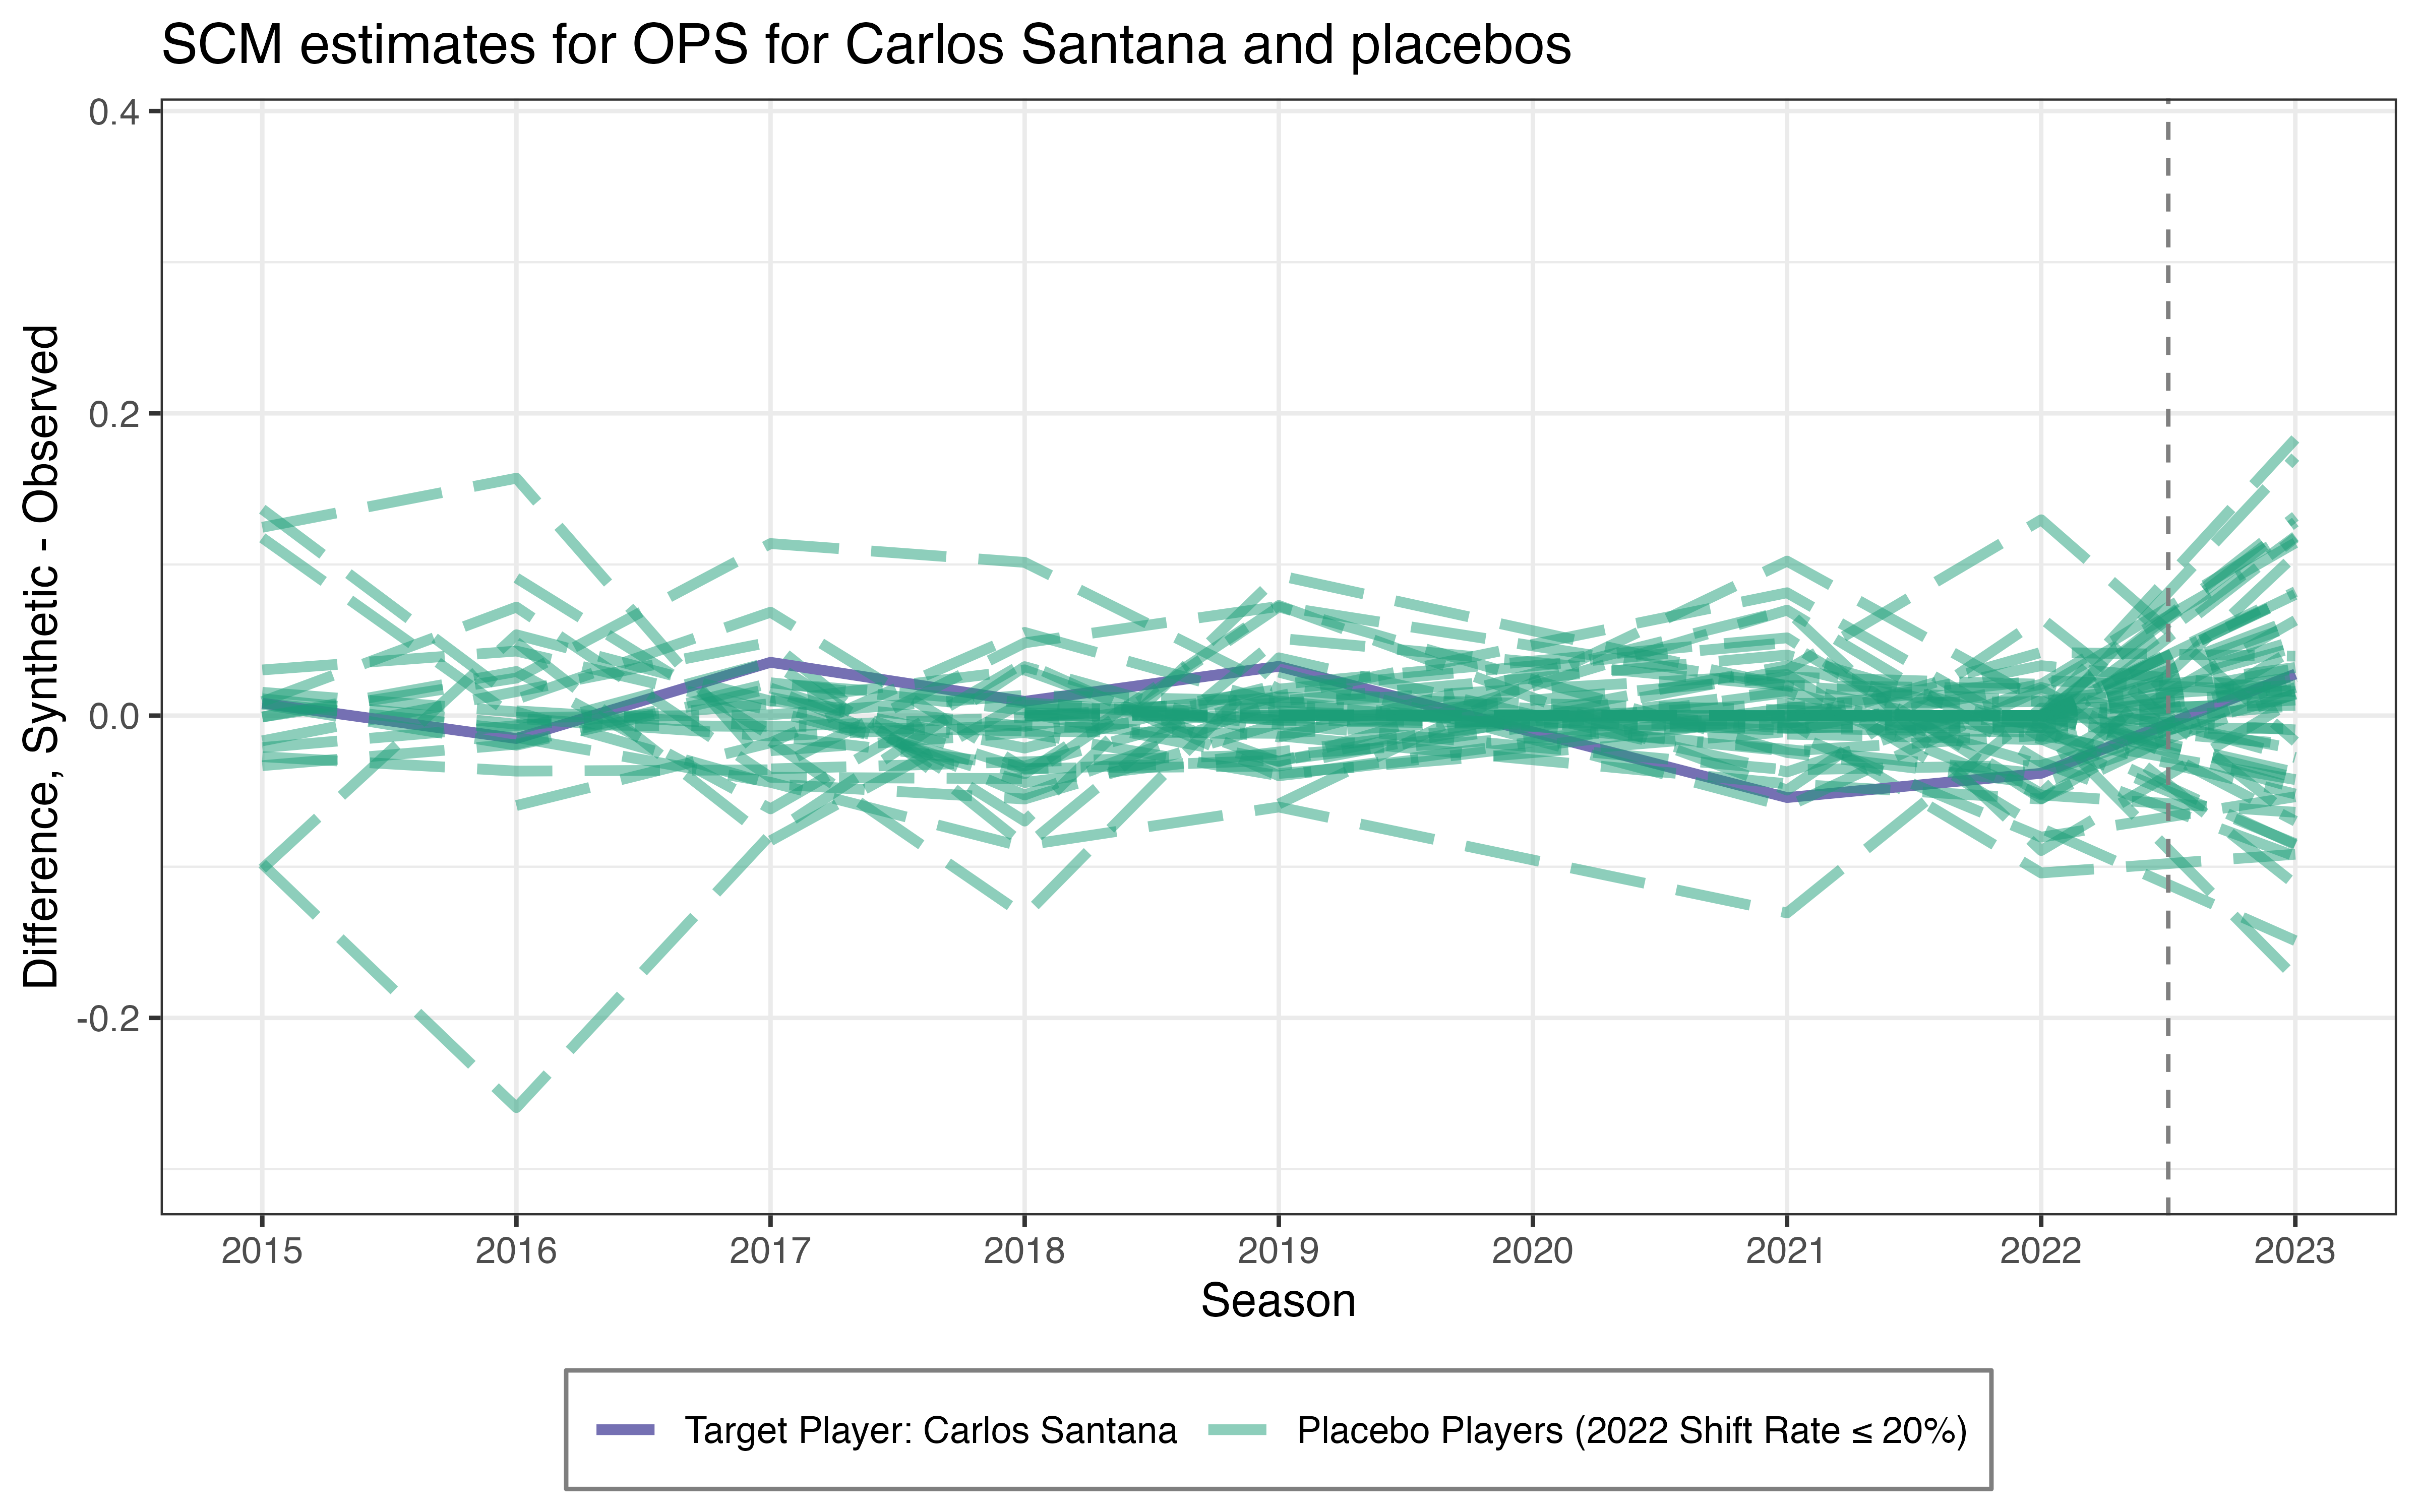 SCM estimates for OPS for Carlos Santana and placebos
Difference, Synthetic - Observed
0.4
0.2
0.0
-0.2
2015 2016 2017 2018 2019 2020 2021 2022 2023
Season
Target Player: Carlos Santana Placebo Players (2022 Shift Rate ≤ 20%)